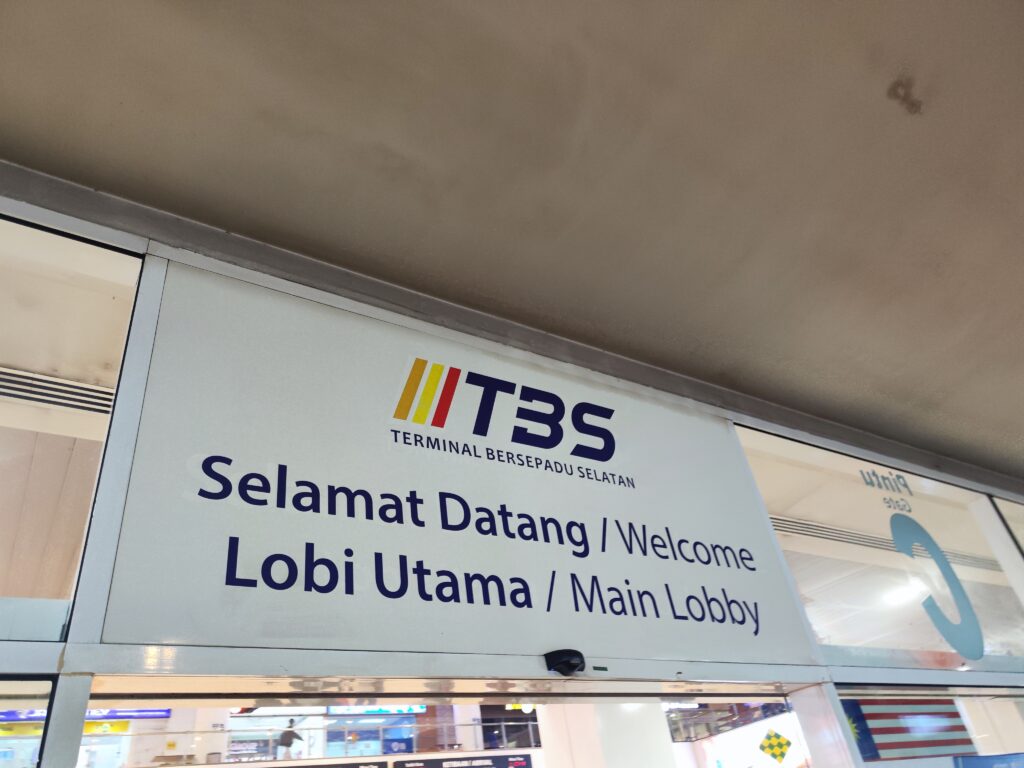 TBS
TERMINAL BERSEPADU SELATAN
Selamat Datang / Welcome
Lobi Utama / Main Lobby
Pintu
Gate
C